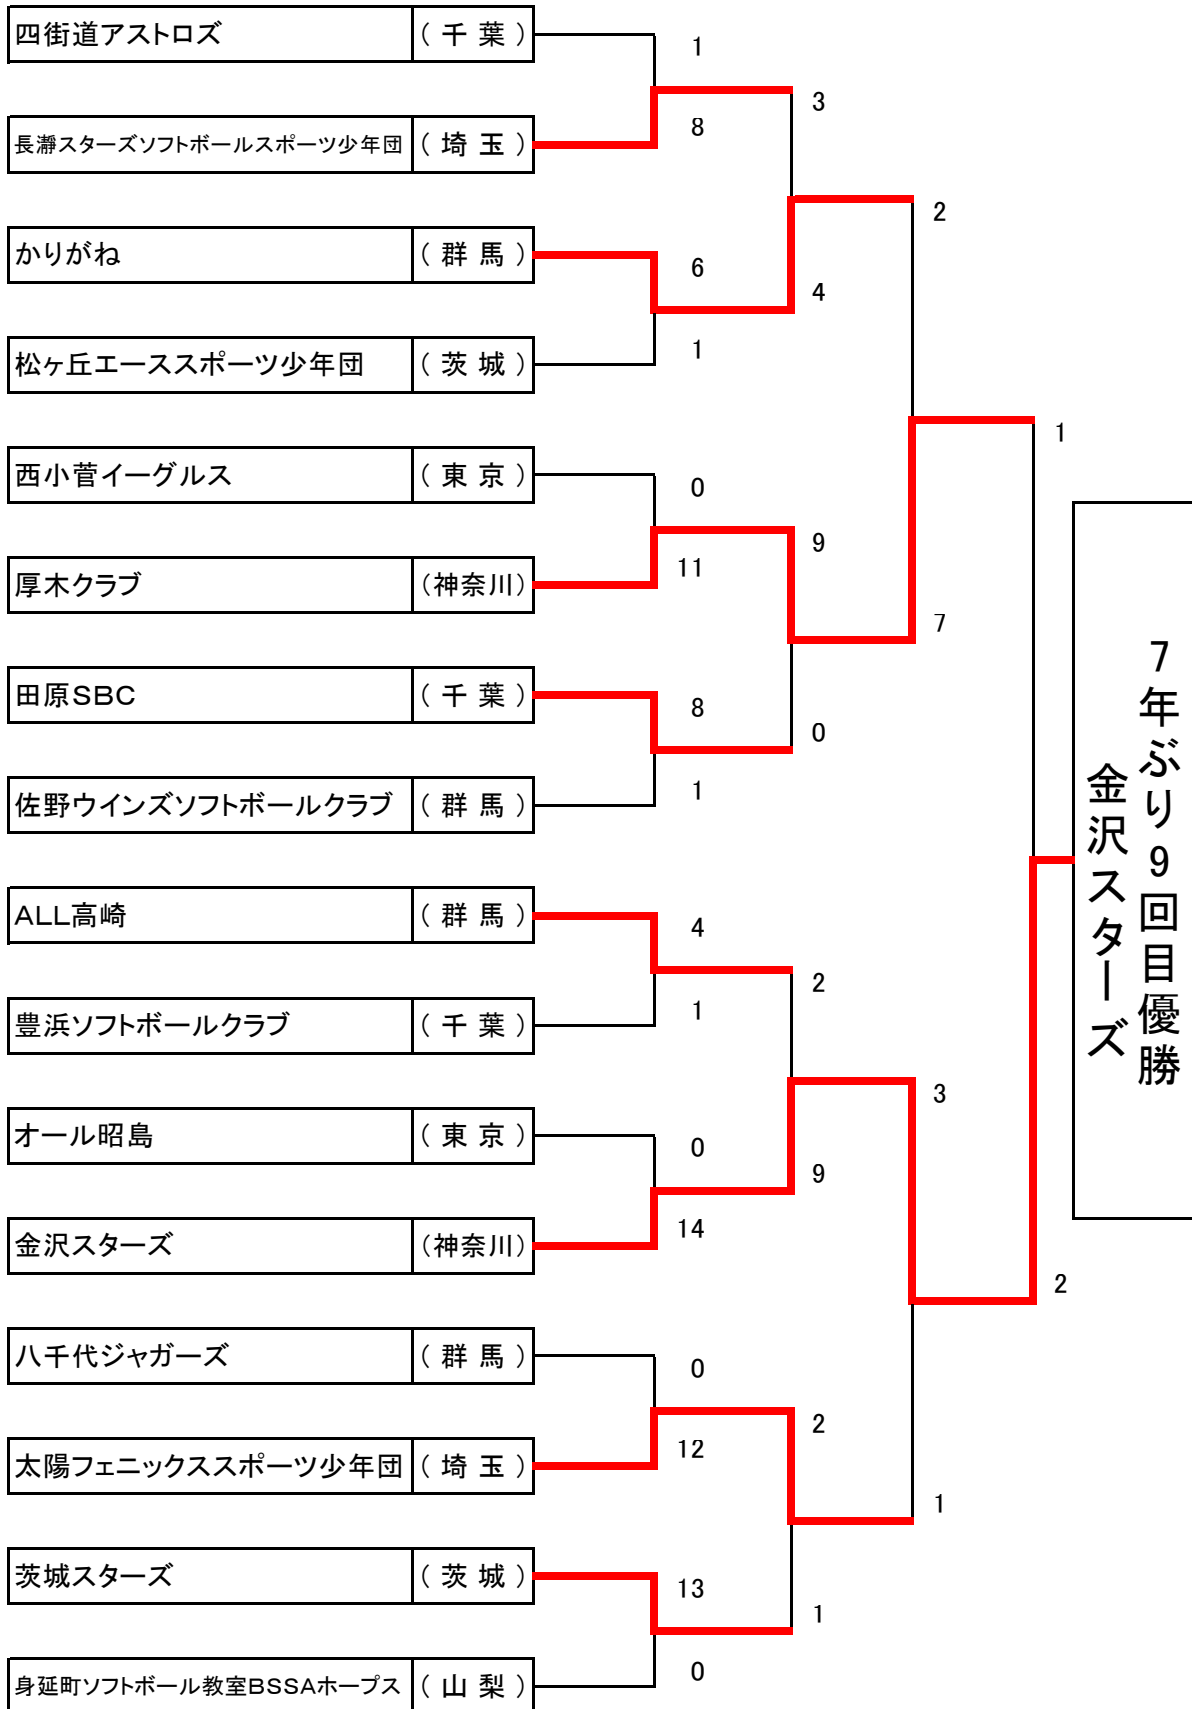 四街道アストロズ (千葉)
1
3
長瀞スターズソフトボールスポーツ少年団 (埼玉)
8
2
かりがね (群馬)
6
4
松ヶ丘エーススポーツ少年団 (茨城)
1
1
西小菅イーグルス (東京)
0
9
厚木クラブ (神奈川)
11
7
田原SBC (千葉)
8
0
佐野ウインズソフトボールクラブ (群馬)
1
7年ぶり9回目優勝
金沢スターズ
ALL高崎 (群馬)
4
2
豊浜ソフトボールクラブ (千葉)
1
3
オール昭島 (東京)
0
9
金沢スターズ (神奈川)
14
2
八千代ジャガーズ (群馬)
0
2
太陽フェニックススポーツ少年団 (埼玉)
12
1
茨城スターズ (茨城)
13
1
身延町ソフトボール教室BSSAホープス (山梨)
0